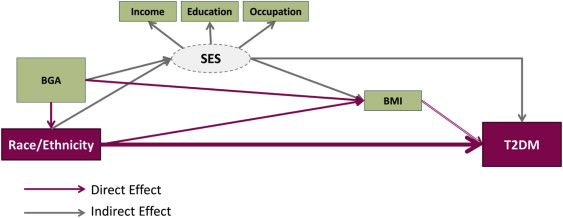 Income Education Occupation
SES
BGA
BMI
Race/Ethnicity
T2DM
Direct Effect
Indirect Effect